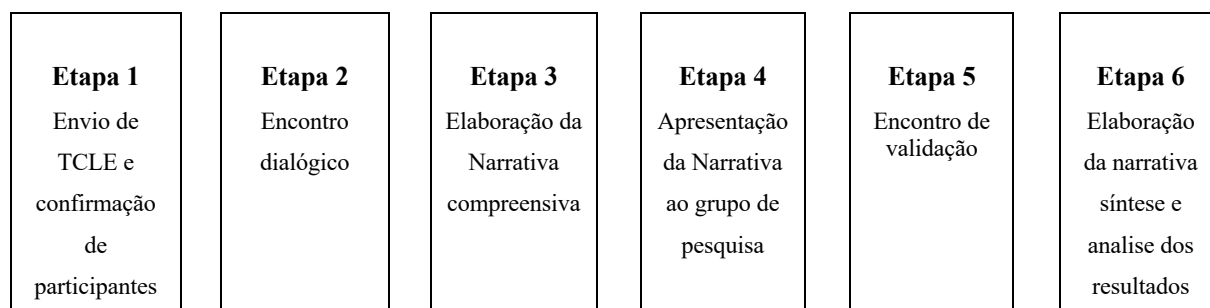 Etapa 1
Envio de
TCLE e
confirmação
de
participantes
Etapa 2
Encontro
dialógico
Etapa 3
Elaboração da
Narrativa
compreensiva
Etapa 4
Apresentação
da Narrativa
ao grupo de
pesquisa
Etapa 5
Encontro de
validação
Etapa 6
Elaboração
da narrativa
síntese e
analise dos
resultados